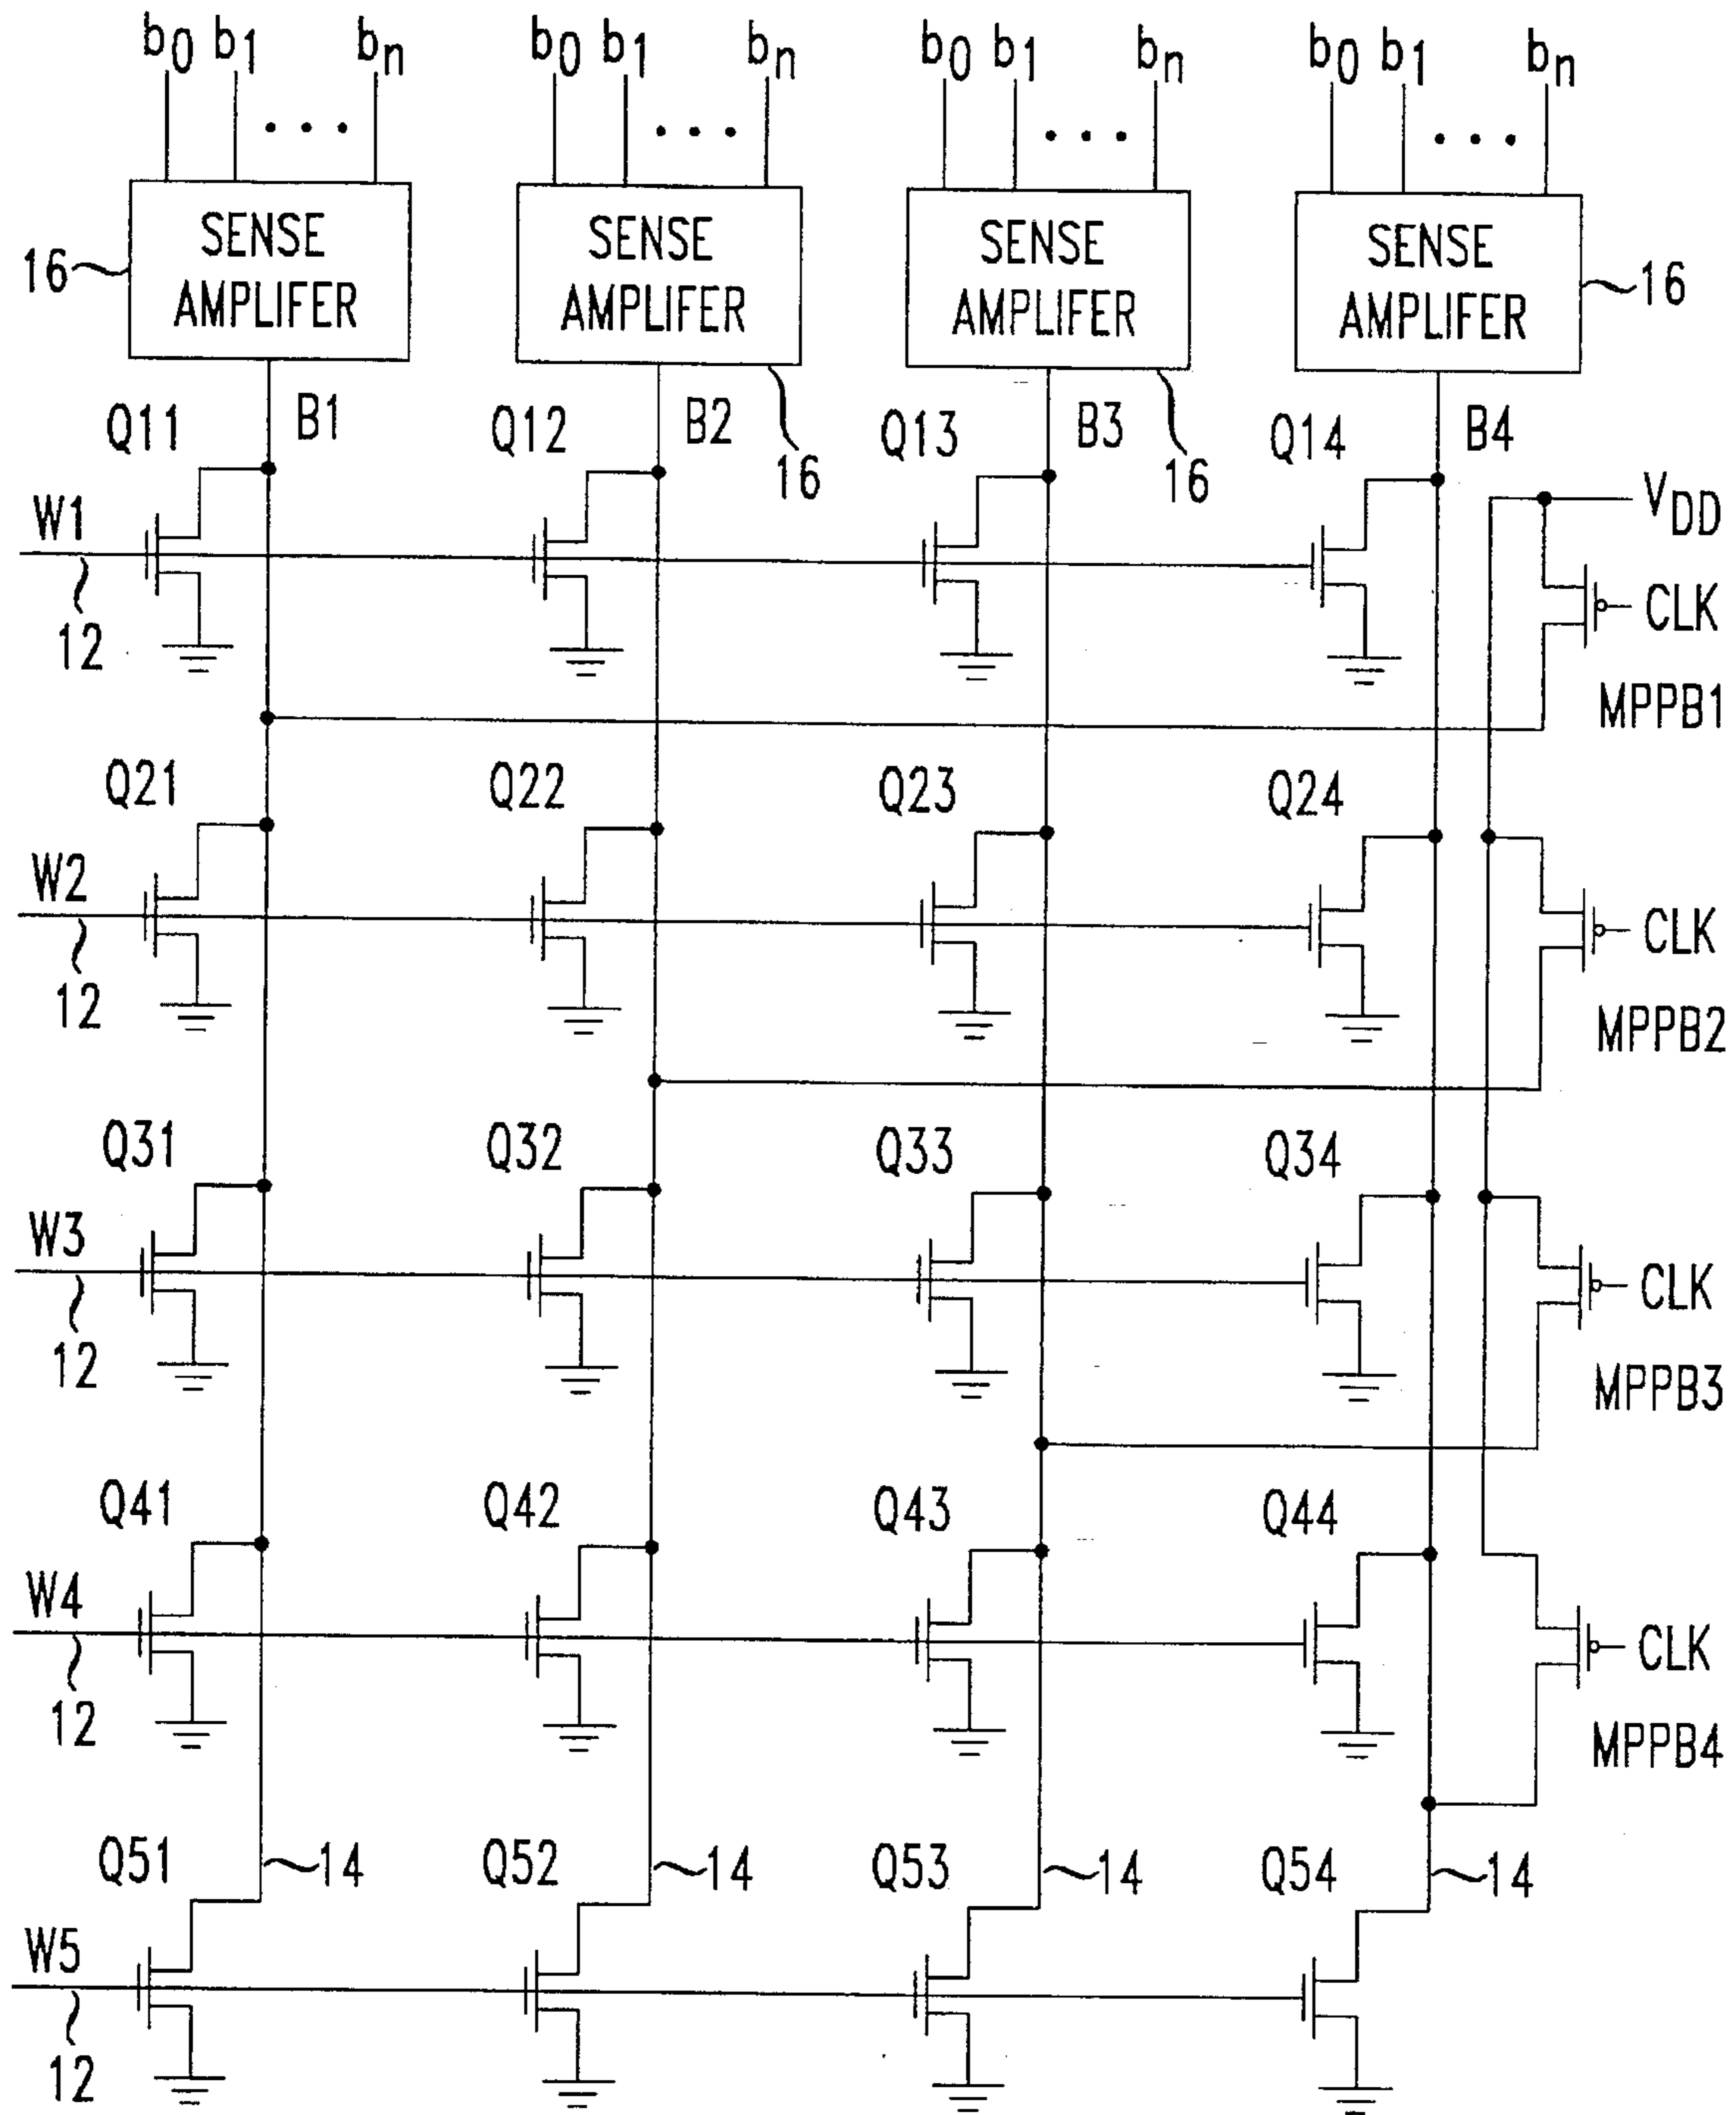 b0 b1 bn b0 b1 bn b0 b1 bn b0 b1 bn
SENSE AMPLIFER
SENSE AMPLIFER
SENSE AMPLIFER
SENSE AMPLIFER
16 16
16 16
Q11 B1 Q12 B2 Q13 B3 Q14 B4
W1 VDD
12 CLK
MPPB1
Q21 Q22 Q23 Q24
W2 CLK
12 MPPB2
Q31 Q32 Q33 Q34
W3 CLK
12 MPPB3
Q41 Q42 Q43 Q44
W4 CLK
12 MPPB4
Q51 14 Q52 14 Q53 14 Q54 14
W5
12